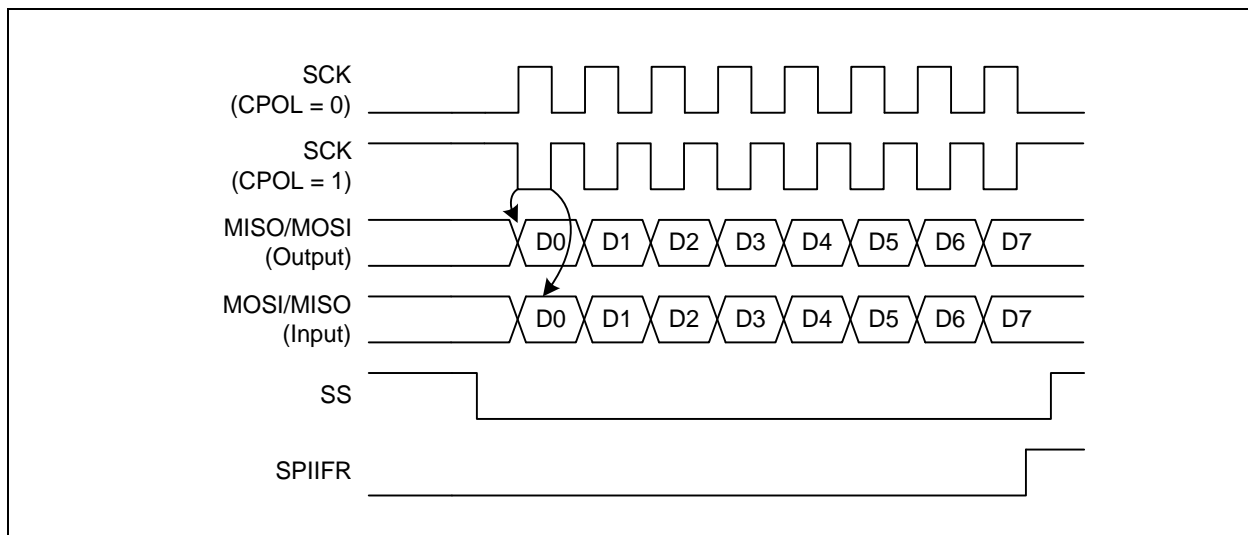 SCK
(CPOL = 0)
SCK
(CPOL = 1)
MISO/MOSI
(Output)
D0 D1 D2 D3 D4 D5 D6 D7
MOSI/MISO
(Input)
D0 D1 D2 D3 D4 D5 D6 D7
SS
SPIIFR